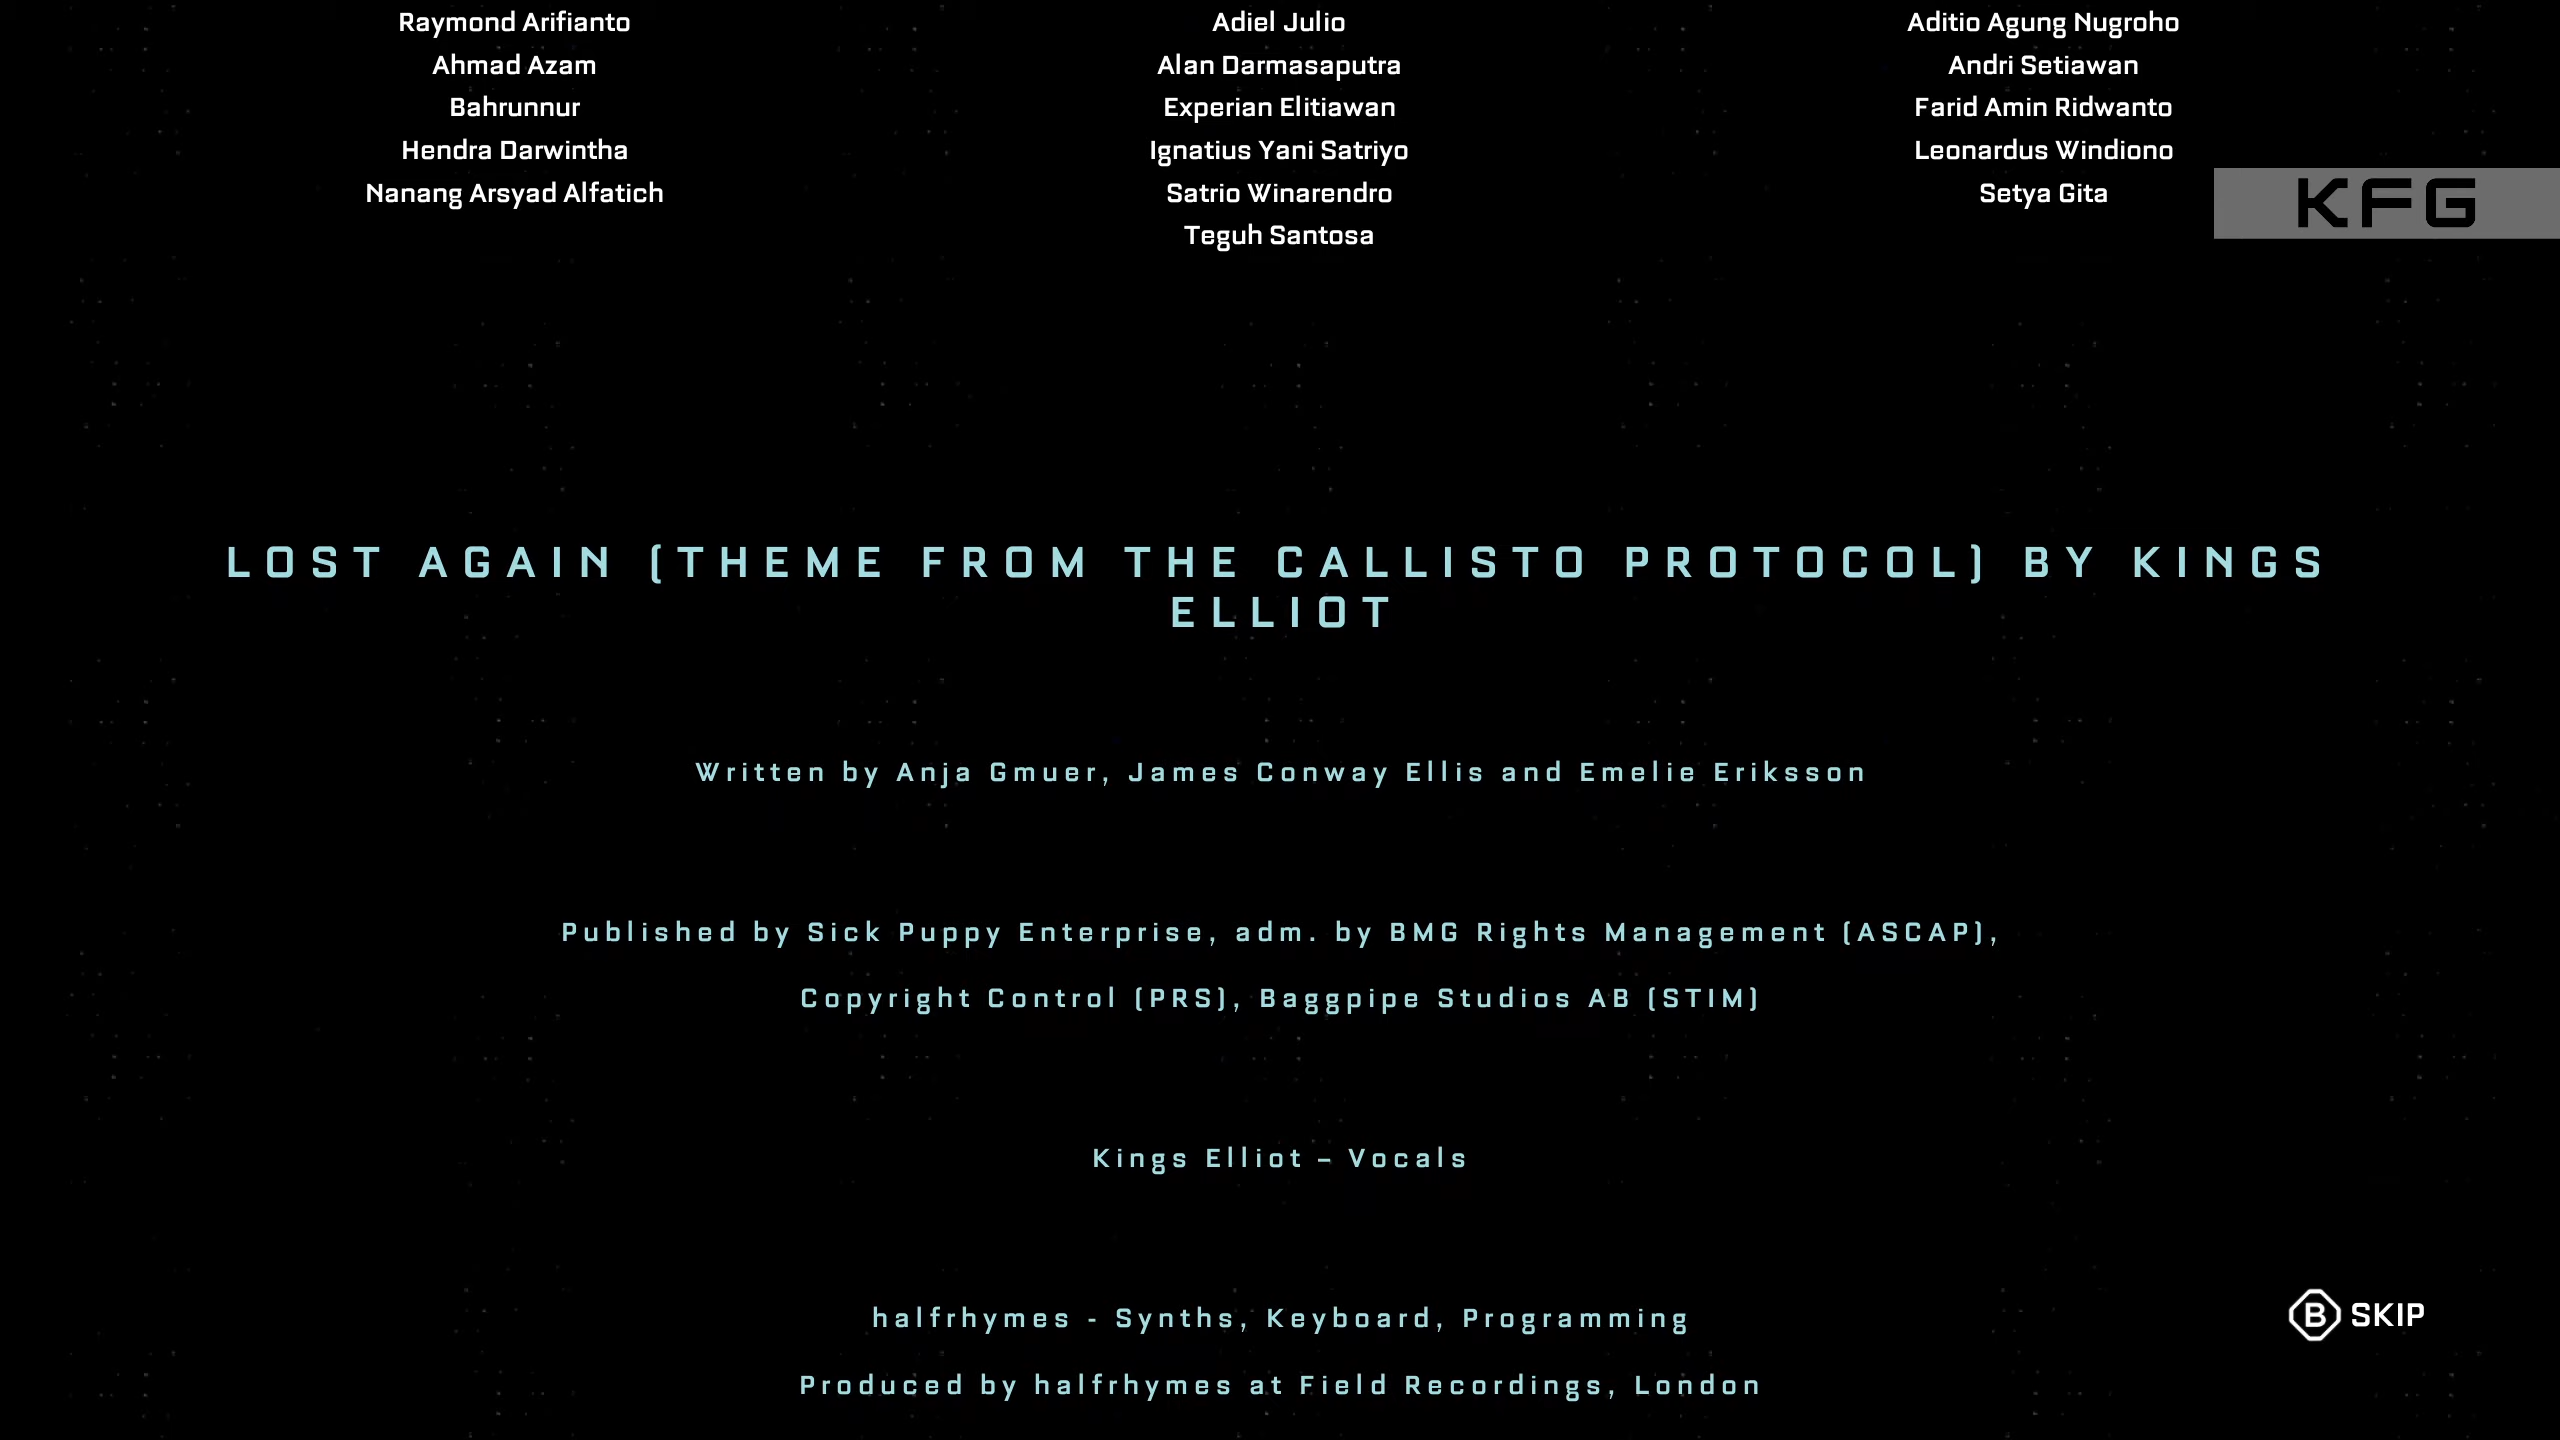 Raymond Arifianto
Adiel Julio
Aditio Agung Nugroho
Ahmad Azam
Alan Darmasaputra
Andri Setiawan
Bahrunnur
Experian Elitiawan
Farid Amin Ridwanto
Hendra Darwintha
Ignatius Yani Satriyo
Leonardus Windiono
Nanang Arsyad Alfatich
Satrio Winarendro
Setya Gita
KFG
Teguh Santosa
LOST AGAIN (THEME FROM THE CALLISTO PROTOCOL) BY KINGS
ELLIOT
Written by Anja Gmuer, James Conway Ellis and Emelie Eriksson
Published by Sick Puppy Enterprise, adm. by BMG Rights Management (ASCAP),
Copyright Control (PRS), Baggpipe Studios AB (STIM)
Kings Elliot – Vocals
halfrhymes - Synths, Keyboard, Programming
B SKIP
Produced by halfrhymes at Field Recordings, London